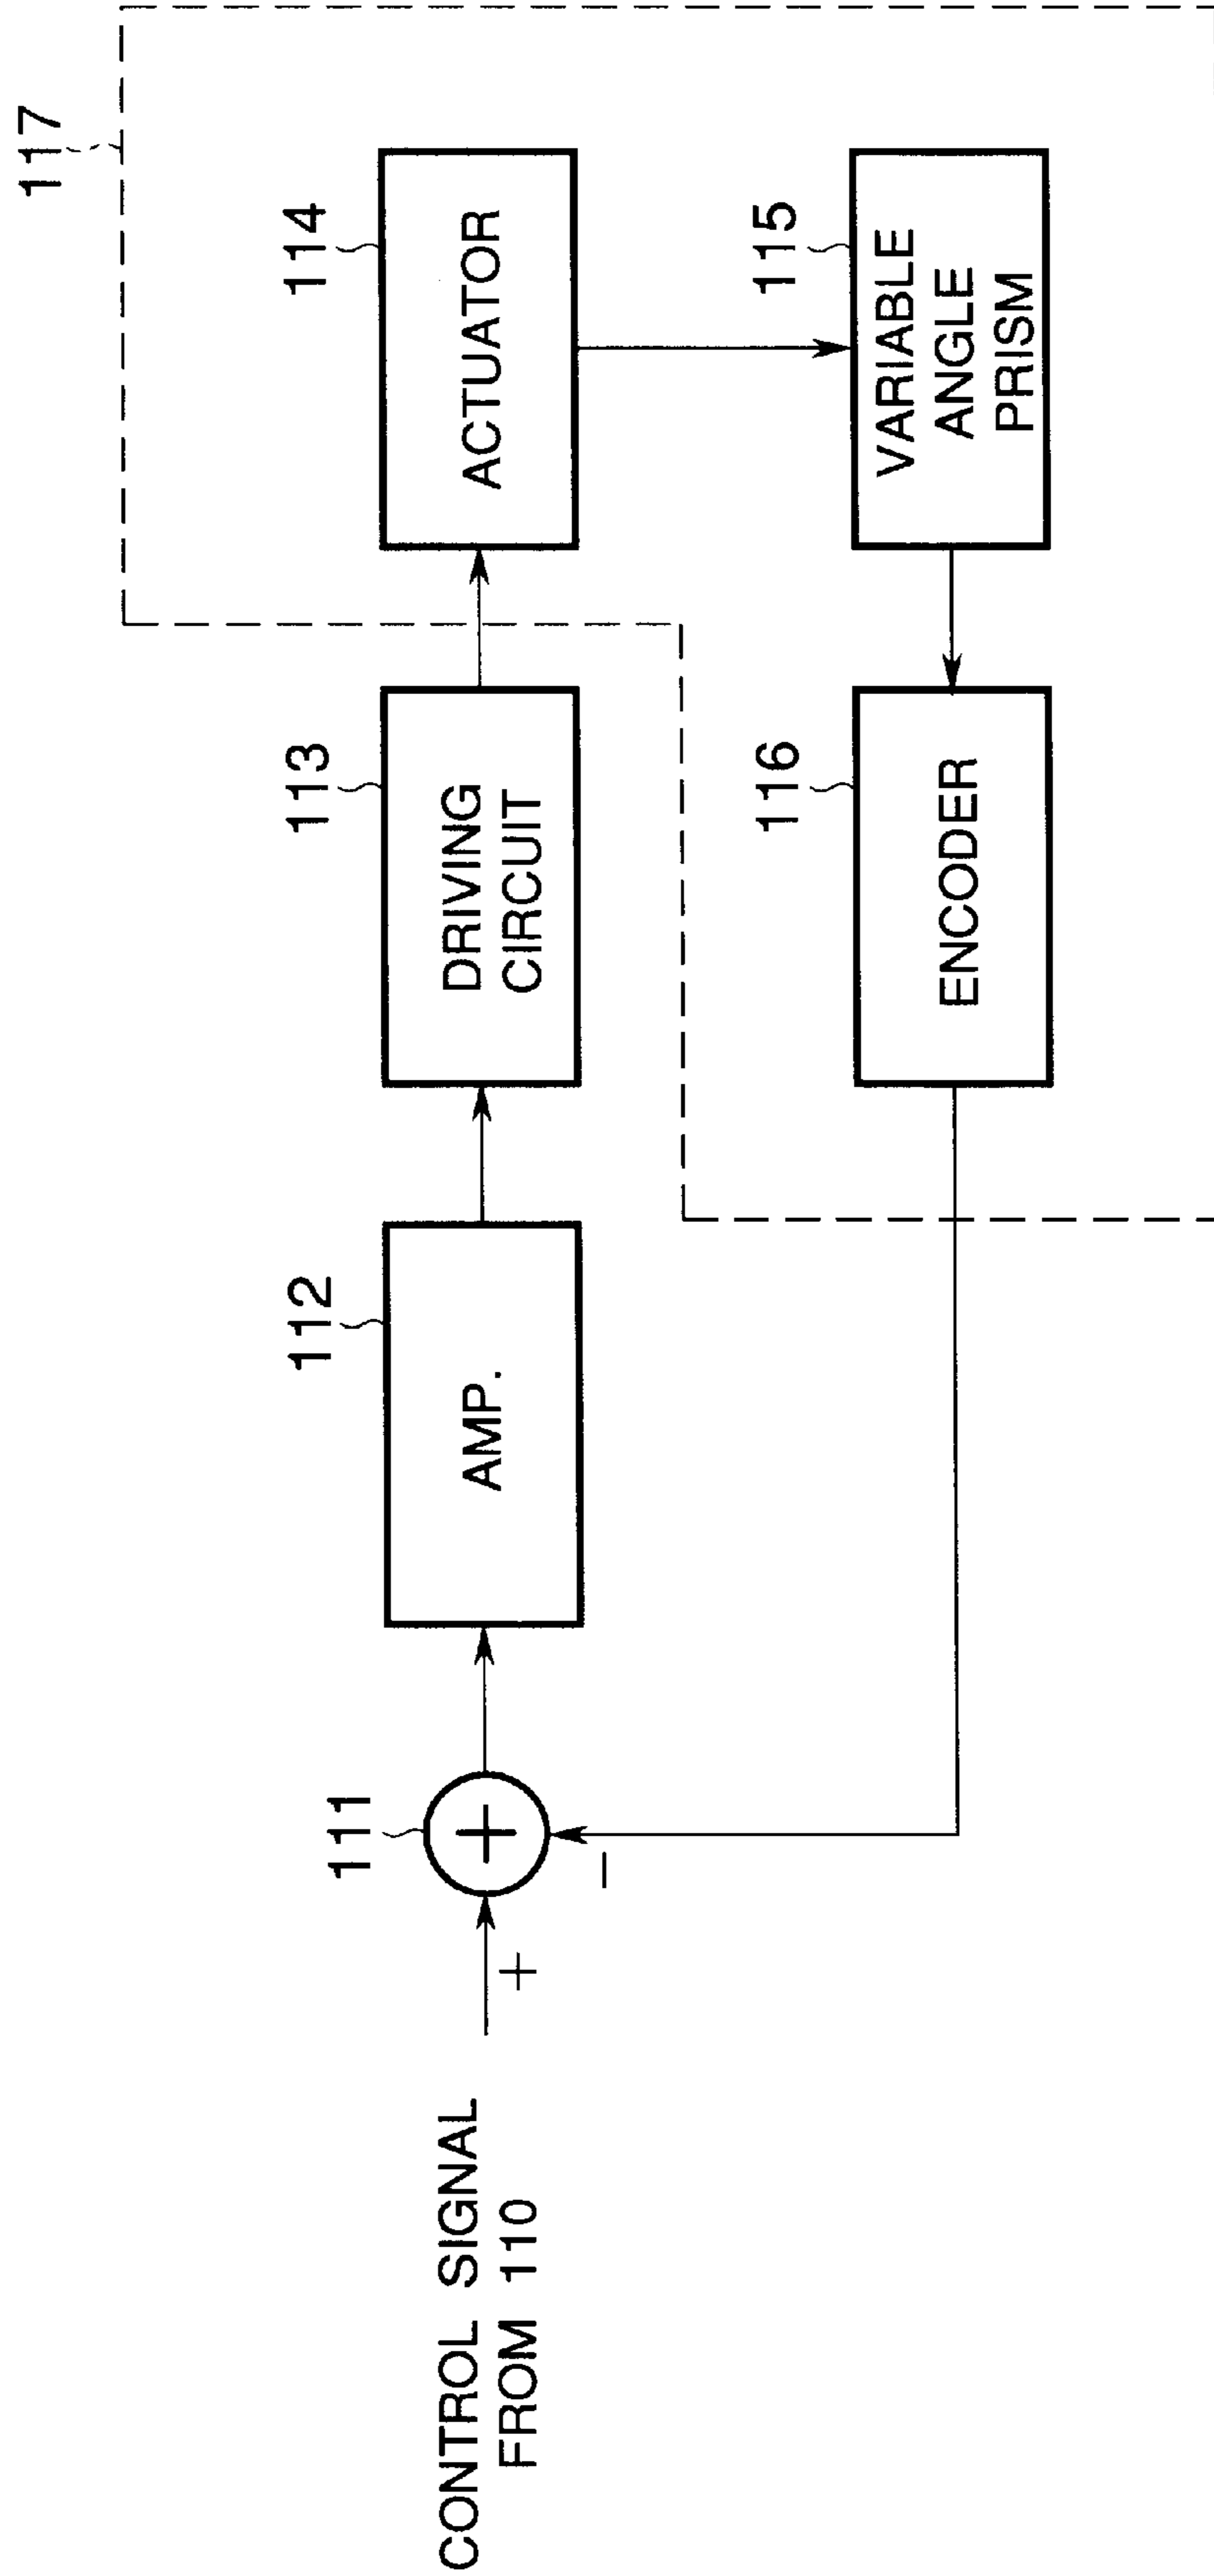 117
111
112
113
114
+
AMP.
DRIVING
CIRCUIT
ACTUATOR
CONTROL SIGNAL
FROM 110
+
−
116
115
ENCODER
VARIABLE
ANGLE
PRISM